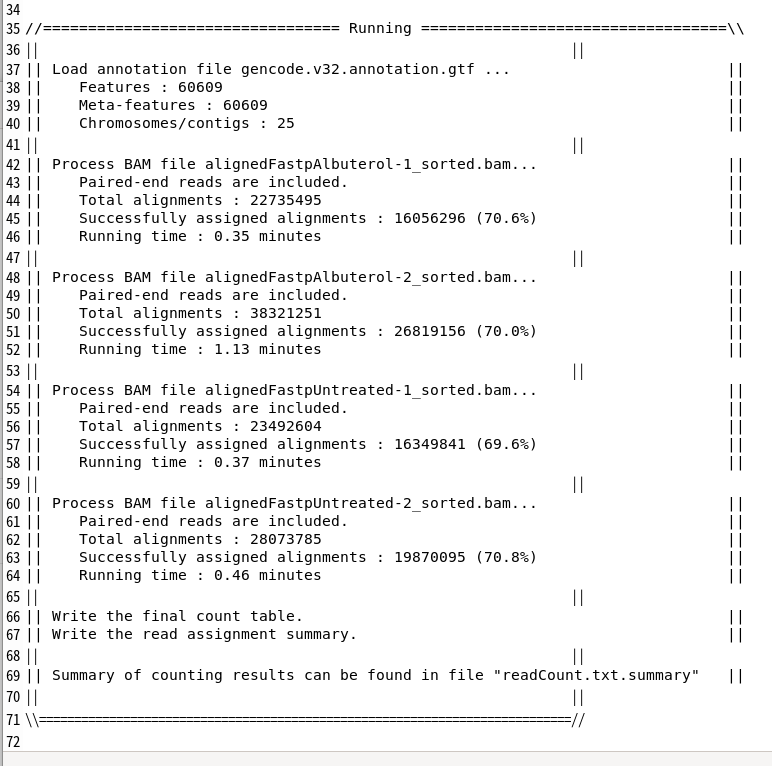 34
35 //================================= Running ==================================\\
36 || ||
37 || Load annotation file gencode.v32.annotation.gtf ... ||
38 || Features : 60609 ||
39 || Meta-features : 60609 ||
40 || Chromosomes/contigs : 25 ||
41 || ||
42 || Process BAM file alignedFastpAlbuterol-1_sorted.bam... ||
43 || Paired-end reads are included. ||
44 || Total alignments : 22735495 ||
45 || Successfully assigned alignments : 16056296 (70.6%) ||
46 || Running time : 0.35 minutes ||
47 || ||
48 || Process BAM file alignedFastpAlbuterol-2_sorted.bam... ||
49 || Paired-end reads are included. ||
50 || Total alignments : 38321251 ||
51 || Successfully assigned alignments : 26819156 (70.0%) ||
52 || Running time : 1.13 minutes ||
53 || ||
54 || Process BAM file alignedFastpUntreated-1_sorted.bam... ||
55 || Paired-end reads are included. ||
56 || Total alignments : 23492604 ||
57 || Successfully assigned alignments : 16349841 (69.6%) ||
58 || Running time : 0.37 minutes ||
59 || ||
60 || Process BAM file alignedFastpUntreated-2_sorted.bam... ||
61 || Paired-end reads are included. ||
62 || Total alignments : 28073785 ||
63 || Successfully assigned alignments : 19870095 (70.8%) ||
64 || Running time : 0.46 minutes ||
65 || ||
66 || Write the final count table. ||
67 || Write the read assignment summary. ||
68 || ||
69 || Summary of counting results can be found in file "readCount.txt.summary" ||
70 || ||
71 \\============================================================================//
72